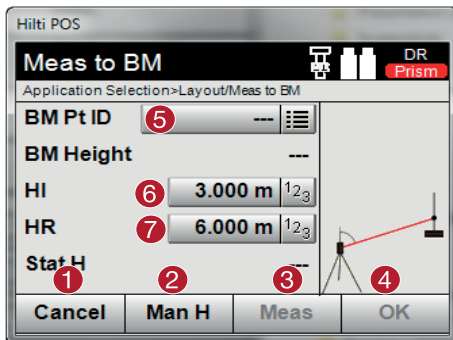 Hilti POS
Meas to BM
DR
Prism
Application Selection>Layout/Meas to BM
BM Pt ID
5
---
BM Height
---
HI
6
3.000 m
123
HR
7
6.000 m
123
Stat H
---
1
2
3
4
Cancel
Man H
Meas
OK